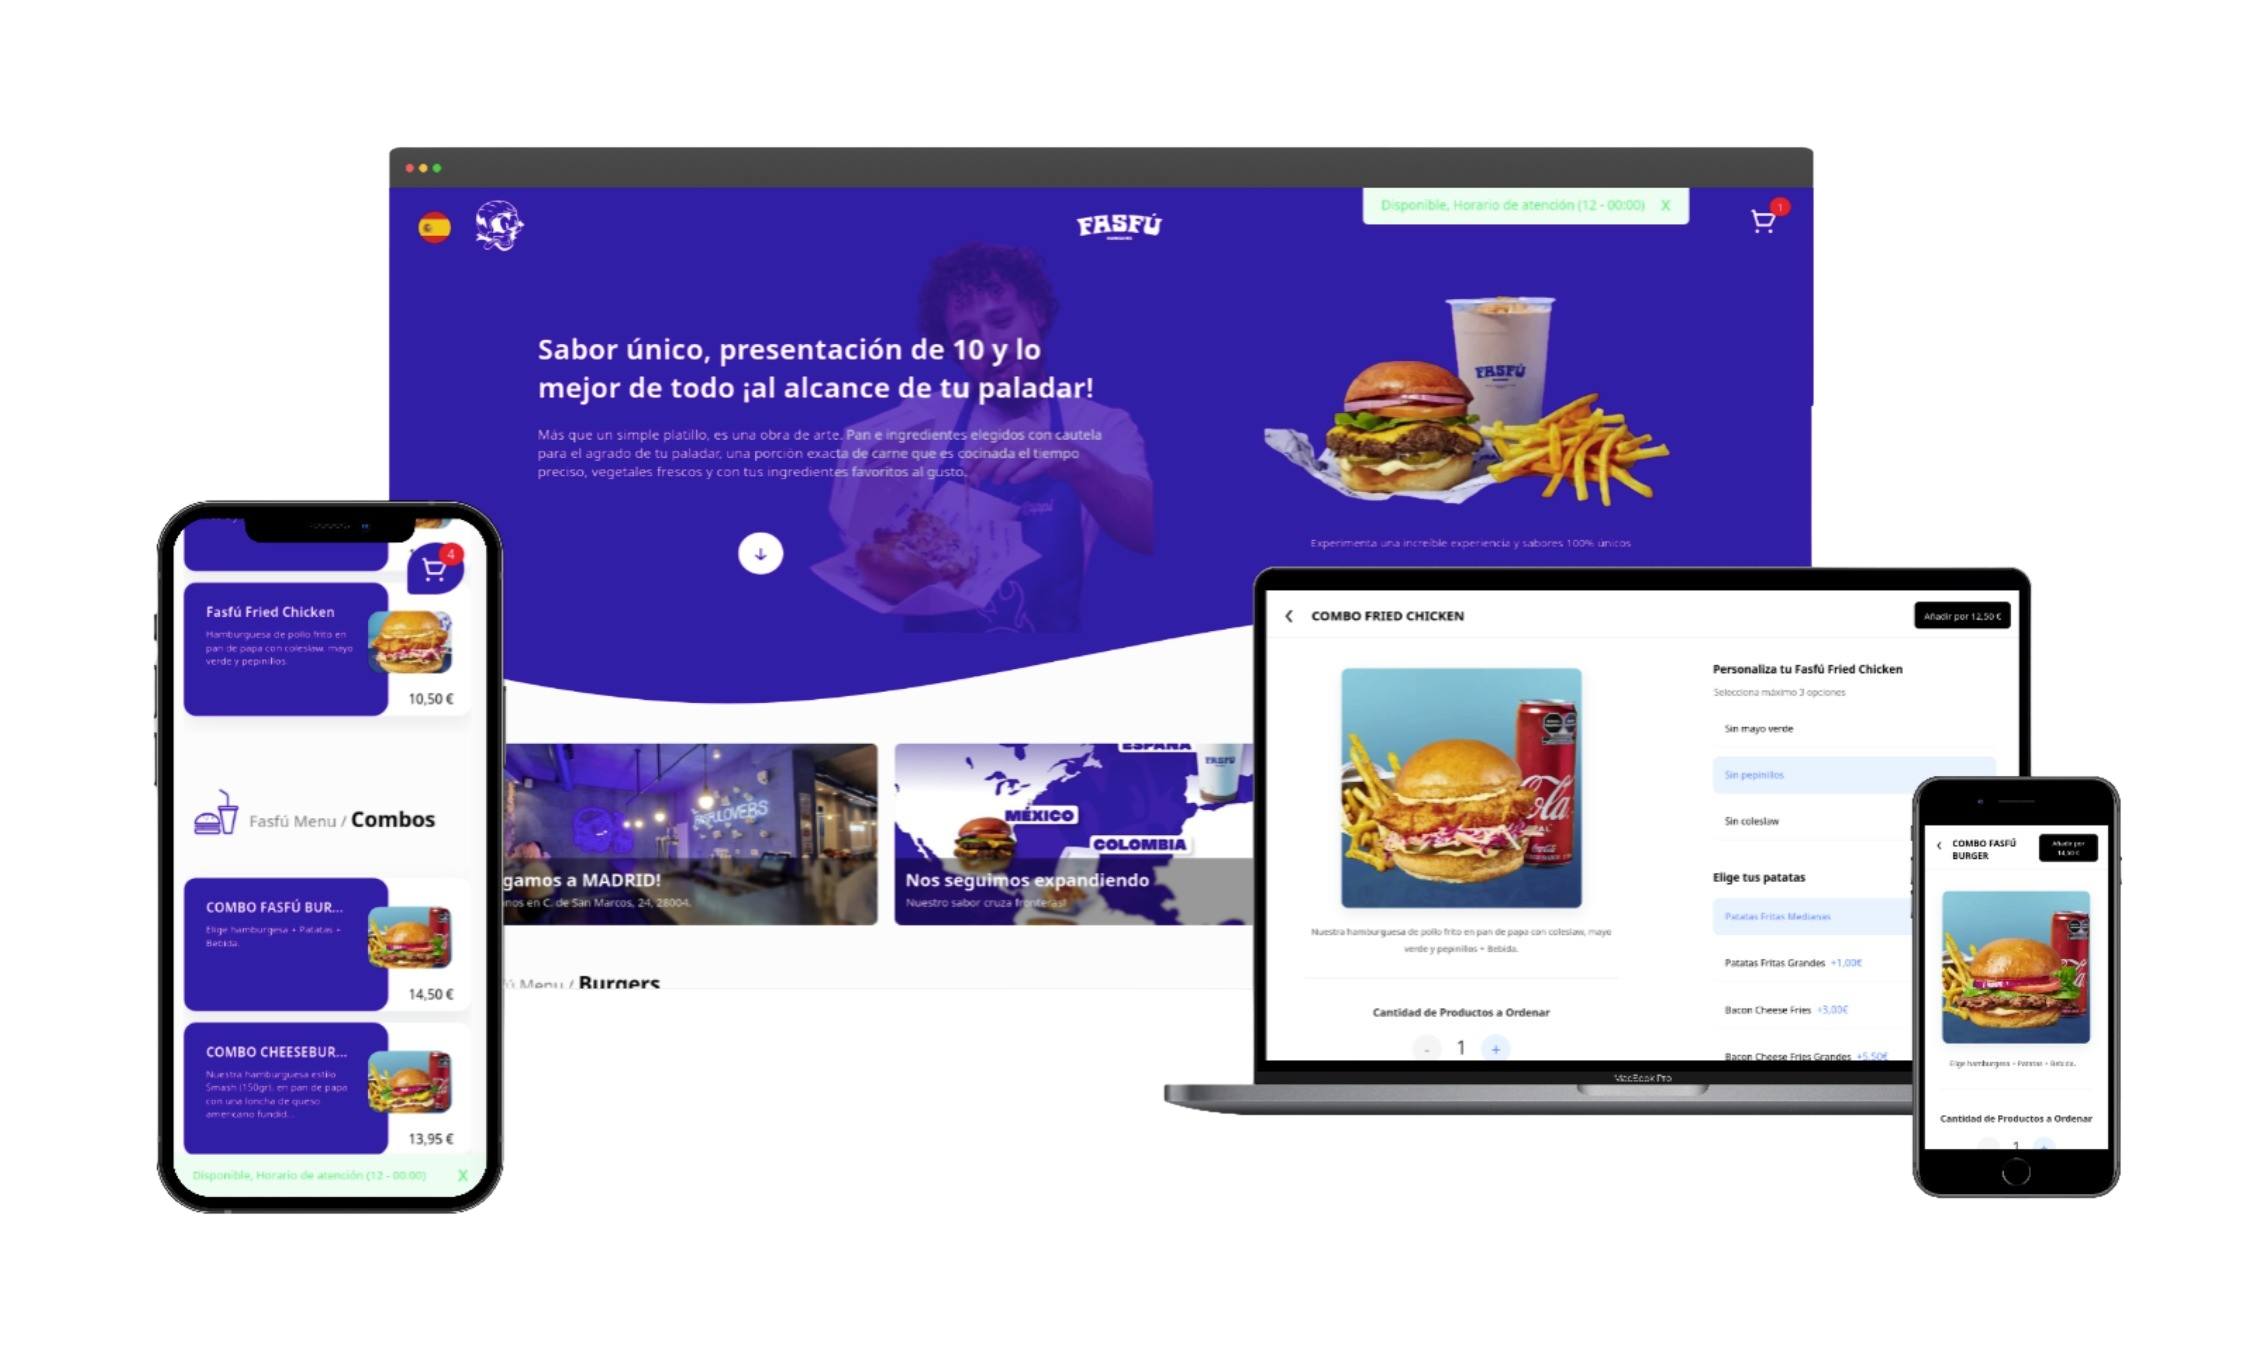 Disponible, Horario de atención (12 - 00:00) X
1
FASFÚ
Sabor único, presentación de 10 y lo
mejor de todo ¡al alcance de tu paladar!
Más que un simple platillo, es una obra de arte. Pan e ingredientes elegidos con cautela
para el agrado de tu paladar, una porción exacta de carne que es cocinada el tiempo
preciso, vegetales frescos y con tus ingredientes favoritos al gusto.
FASFÚ
Experimenta una increíble experiencia y sabores 100% únicos
ESPAÑA
FASFÚ
MÉXICO
COLOMBIA
gamos a MADRID!
nos en C. de San Marcos, 24, 28004.
Nos seguimos expandiendo
Nuestro sabor cruza fronteras!
ú Menu / Burgers
4
Fasfú Fried Chicken
Hamburguesa de pollo frito en
pan de papa con coleslaw, mayo
verde y pepinillos.
10,50 €
Fasfú Menu / Combos
COMBO FASFÚ BUR...
Elige hamburgesa + Patatas +
Bebida.
14,50 €
COMBO CHEESEBUR...
Nuestra hamburguesa estilo
Smash (150gr). en pan de papa
con una loncha de queso
americano fundid...
13,95 €
Disponible, Horario de atención (12 - 00:00) X
COMBO FRIED CHICKEN
Añadir por 12,50 €
Nuestra hamburguesa de pollo frito en pan de papa con coleslaw, mayo
verde y pepinillos + Bebida.
Cantidad de Productos a Ordenar
- 1 +
Personaliza tu Fasfú Fried Chicken
Selecciona máximo 3 opciones
Sin mayo verde
Sin pepinillos
Sin coleslaw
Elige tus patatas
Patatas Fritas Medianas
Patatas Fritas Grandes +1,00€
Bacon Cheese Fries +3,00€
Bacon Cheese Fries Grandes +5,50€
MacBook Pro
COMBO FASFÚ
BURGER
Añadir por
14,50 €
Elige hamburgesa + Patatas + Bebida.
Cantidad de Productos a Ordenar
1